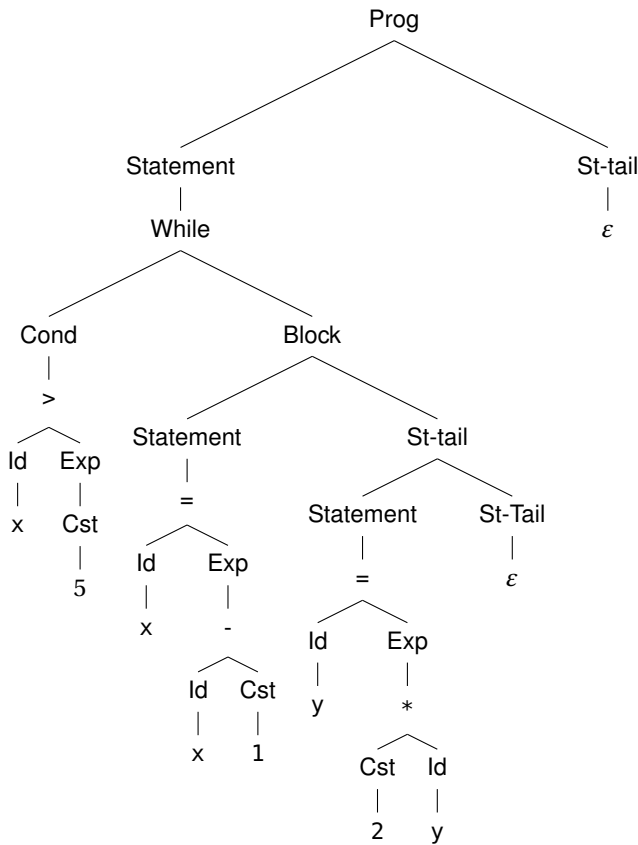 Prog
Statement St-tail
While ε
Cond Block
>
Statement St-tail
Id Exp
= Statement St-Tail
x Cst
Id Exp = ε
5
x - Id Exp
Id Cst y *
x 1 Cst Id
2 y